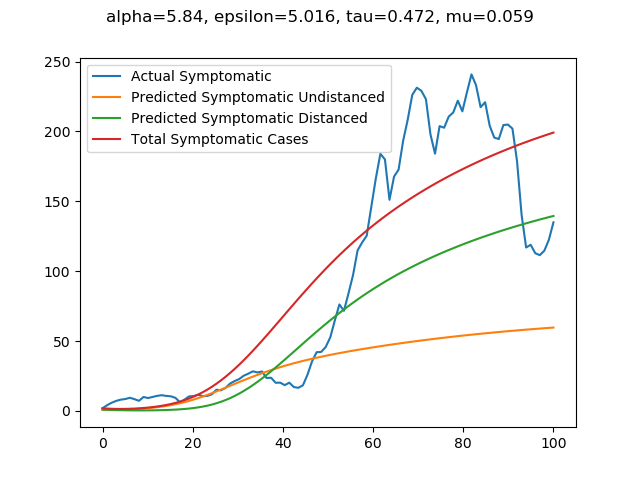 alpha=5.84, epsilon=5.016, tau=0.472, mu=0.059
250
200
150
100
50
0
Actual Symptomatic
Predicted Symptomatic Undistanced
Predicted Symptomatic Distanced
Total Symptomatic Cases
0 20 40 60 80 100